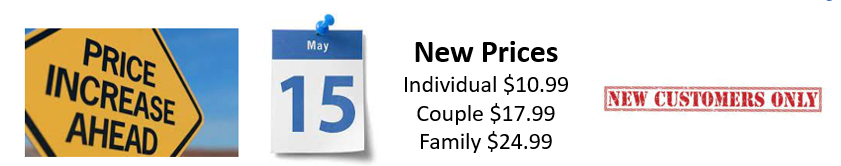 PRICE
INCREASE
AHEAD
May
15
New Prices
Individual $10.99
Couple $17.99
Family $24.99
NEW CUSTOMERS ONLY